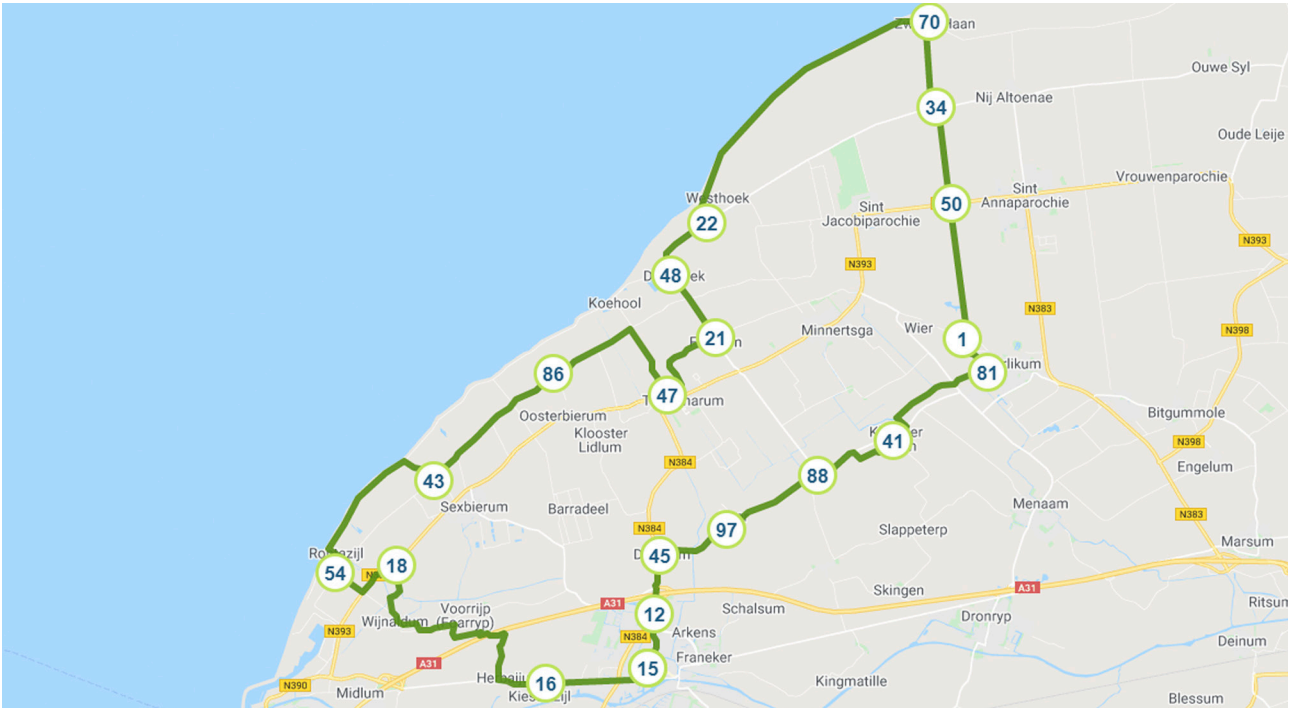 70
Ouwe Syl
34
Nij Altoenae
Oude Leije
Vrouwenparochie
Westhoek
Sint
Annaparochie
50
Sint
Jacobiparochie
22
N393
N393
48
Koehool
N383
Minnertsga
Wier
N398
21
1
81
86
47
Oosterbierum
Bitgummole
Klooster
Lidlum
41
N398
N384
Engelum
88
43
Sexbierum
Barradeel
Menaam
N383
N384
97
Slappeterp
Marsum
45
54
18
Skingen
A31
A31
Voorrijp
(Foarryp)
Wijnaldum
12
Schalsum
Dronryp
N393
N384
Arkens
Deinum
A31
Franeker
15
16
Kingmatille
N390
Midlum
Blessum